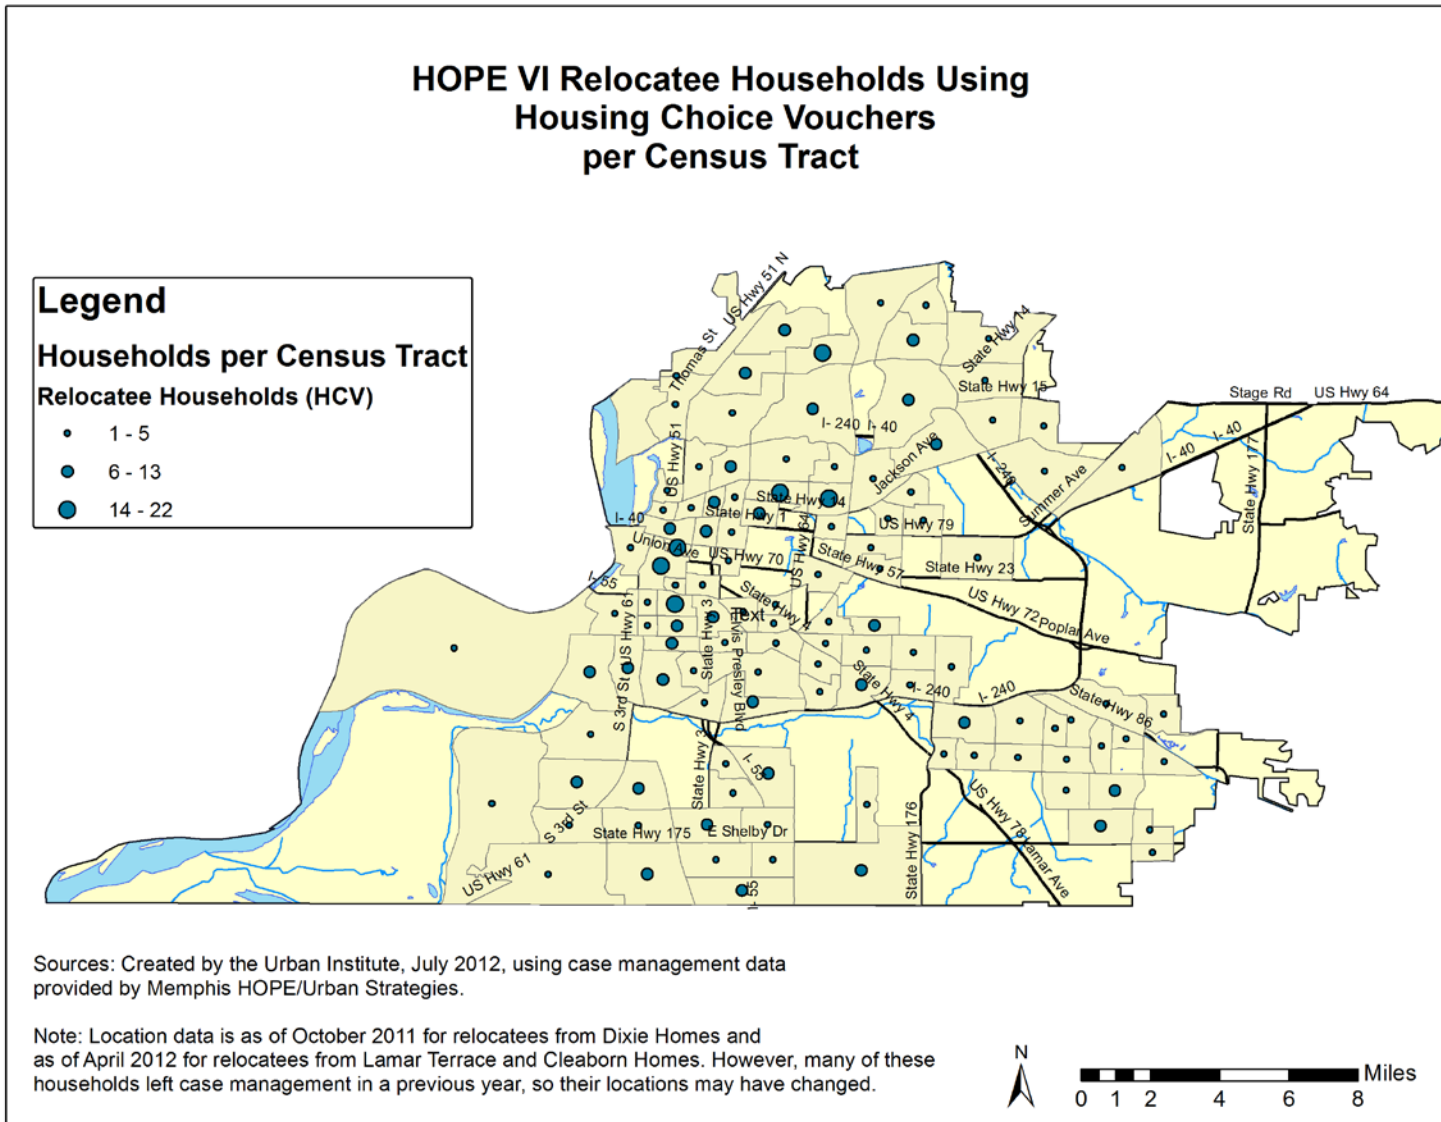 HOPE VI Relocatee Households Using
Housing Choice Vouchers
per Census Tract
Legend
Households per Census Tract
Relocatee Households (HCV)
1 - 5
6 - 13
14 - 22
US Hwy 51 N
Thomas St
State Hwy 14
State Hwy 15
Stage Rd
US Hwy 64
I- 240
I- 40
US Hwy 51
Jackson Ave
I- 240
I- 40
State Hwy 177
Summer Ave
State Hwy 14
I- 40
State Hwy 1
US Hwy 64
US Hwy 79
Union Ave
US Hwy 70
State Hwy 57
State Hwy 23
I- 55
US Hwy 61
State Hwy 3
State Hwy 4
Text
US Hwy 72
Poplar Ave
S 3rd St
lvis Presley Blvd
State Hwy 4
I- 240
I- 240
State Hwy 86
State Hwy 3
I- 55
S 3rd St
State Hwy 175
E Shelby Dr
State Hwy 176
US Hwy 78
Lamar Ave
US Hwy 61
I- 55
Sources: Created by the Urban Institute, July 2012, using case management data
provided by Memphis HOPE/Urban Strategies.
Note: Location data is as of October 2011 for relocatees from Dixie Homes and
as of April 2012 for relocatees from Lamar Terrace and Cleaborn Homes. However, many of these
households left case management in a previous year, so their locations may have changed.
N
Miles
0 1 2 4 6 8